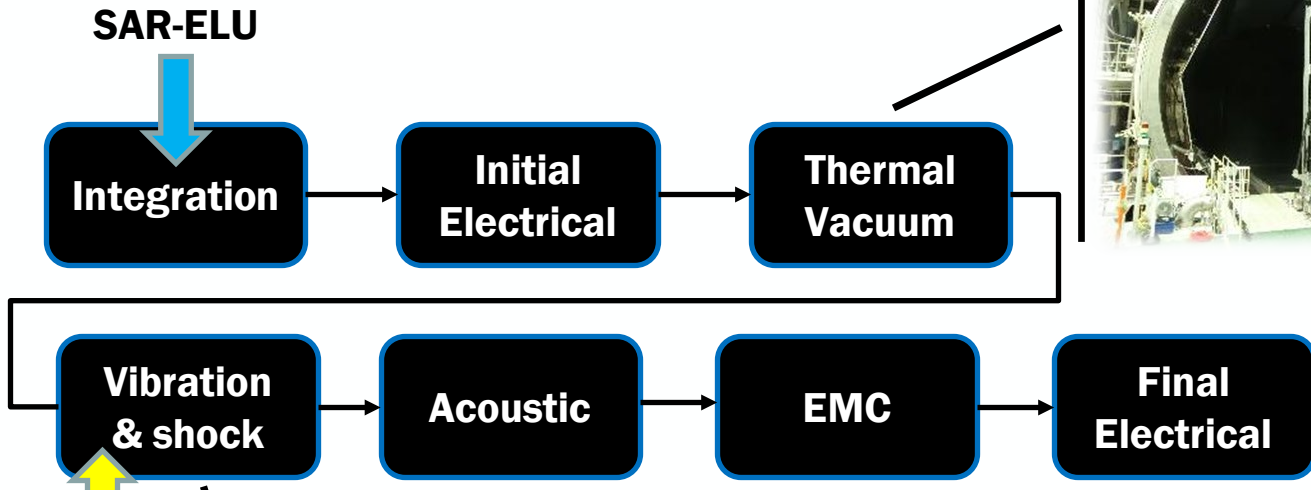 SAR-ELU
Integration
Initial
Electrical
Thermal
Vacuum
Vibration
& shock
Acoustic
EMC
Final
Electrical